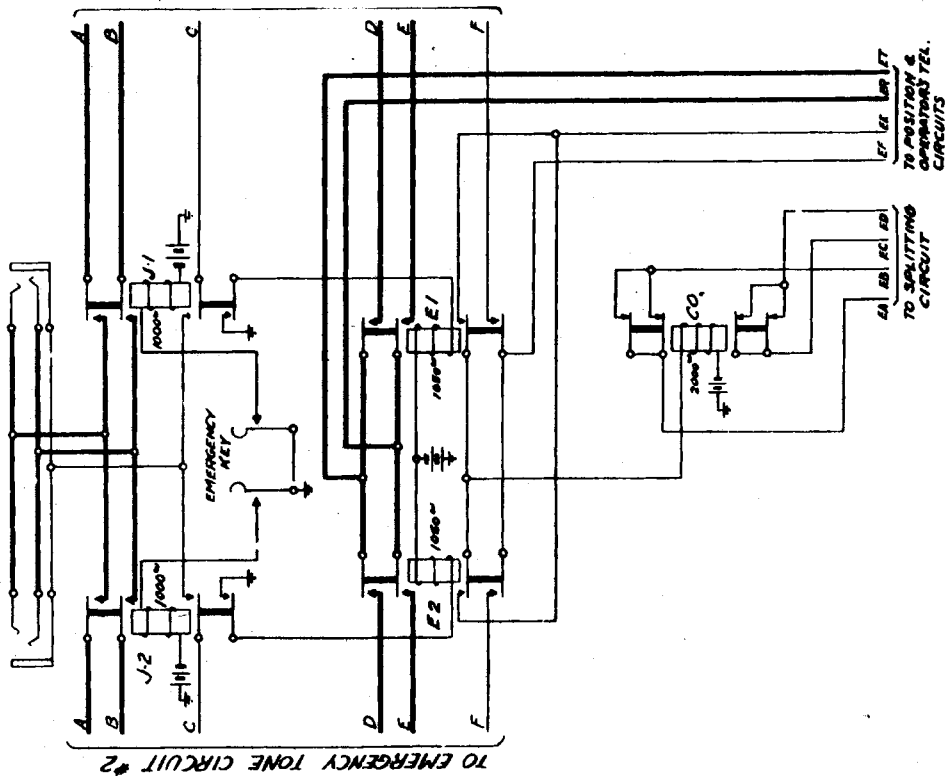 A
B
C
J-1
1000~
EMERGENCY
KEY
1000~
J-2
A
B
C
D
E
F
E1
1050~
1050~
E2
D
E
F
CO.
2000~
ET
ER
EE
EF
TO POSITION &
OPERATOR'S TEL.
CIRCUITS
ED
EC
EB
EA
TO SPLITTING
CIRCUIT
TO EMERGENCY TONE CIRCUIT #2